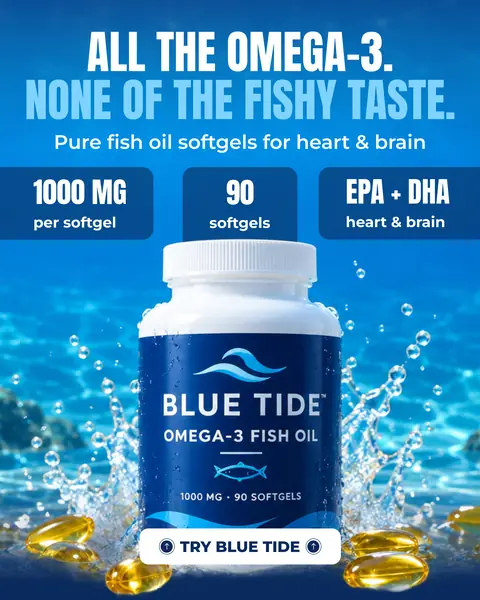 ALL THE OMEGA-3.
NONE OF THE FISHY TASTE.
Pure fish oil softgels for heart & brain
1000 MG
per softgel
90
softgels
EPA + DHA
heart & brain
BLUE TIDE™
OMEGA-3 FISH OIL
1000 MG • 90 SOFTGELS
TRY BLUE TIDE